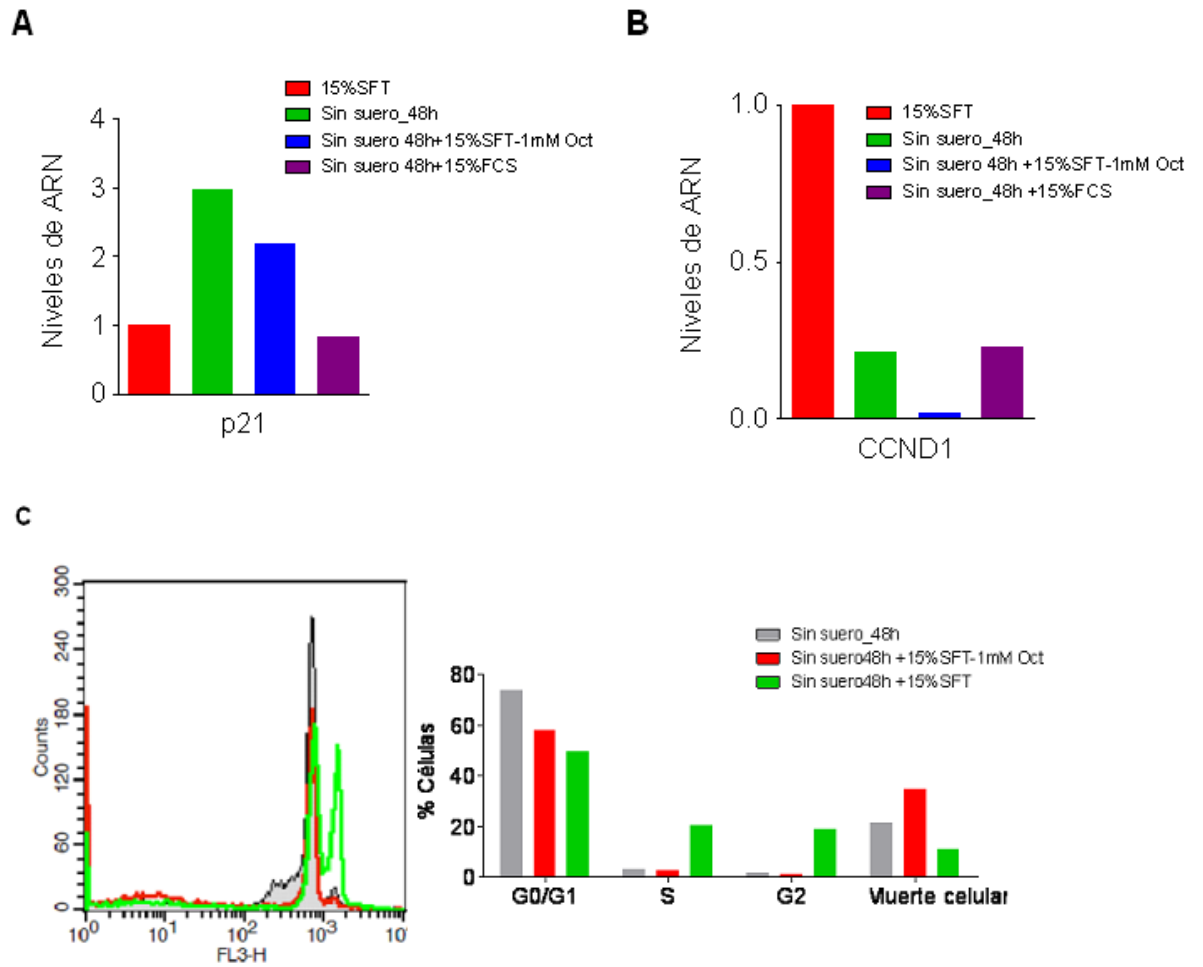 A
15%SFT
Sin suero_48h
Sin suero 48h+15%SFT-1mM Oct
Sin suero 48h+15%FCS
Niveles de ARN
4
3
2
1
0
p21
B
15%SFT
Sin suero_48h
Sin suero 48h +15%SFT-1mM Oct
Sin suero_48h +15%FCS
Niveles de ARN
1.0
0.5
0.0
CCND1
C
Counts
300
240
180
120
60
0
10⁰
10¹
10²
10³
FL3-H
Sin suero_48h
Sin suero48h +15%SFT-1mM Oct
Sin suero48h +15%SFT
% Células
80
60
40
20
0
G0/G1
S
G2
Muerte celular